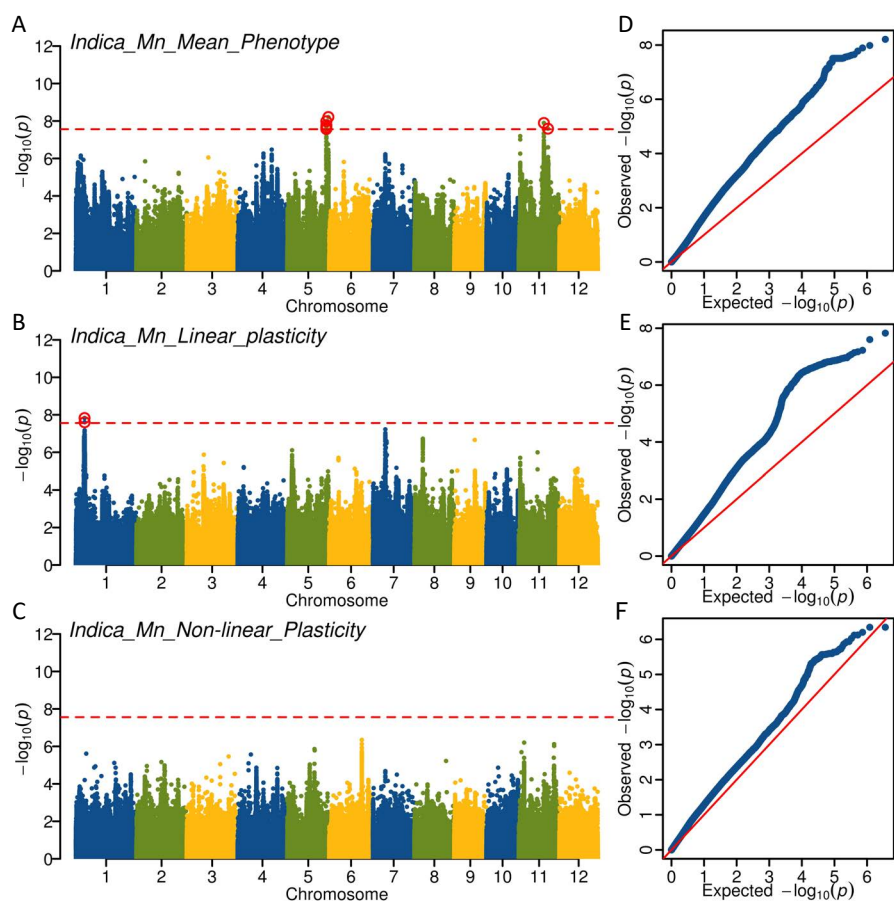 A
Indica_Mn_Mean_Phenotype
12
10
8
6
4
2
0
−log10(p)
1 2 3 4 5 6 7 8 9 10 11 12
Chromosome
D
8
6
4
2
0
Observed −log10(p)
0 1 2 3 4 5 6
Expected −log10(p)
B
Indica_Mn_Linear_plasticity
12
10
8
6
4
2
0
−log10(p)
1 2 3 4 5 6 7 8 9 10 11 12
Chromosome
E
8
6
4
2
0
Observed −log10(p)
0 1 2 3 4 5 6
Expected −log10(p)
C
Indica_Mn_Non-linear_Plasticity
12
10
8
6
4
2
0
−log10(p)
1 2 3 4 5 6 7 8 9 10 11 12
Chromosome
F
6
5
4
3
2
1
0
Observed −log10(p)
0 1 2 3 4 5 6
Expected −log10(p)